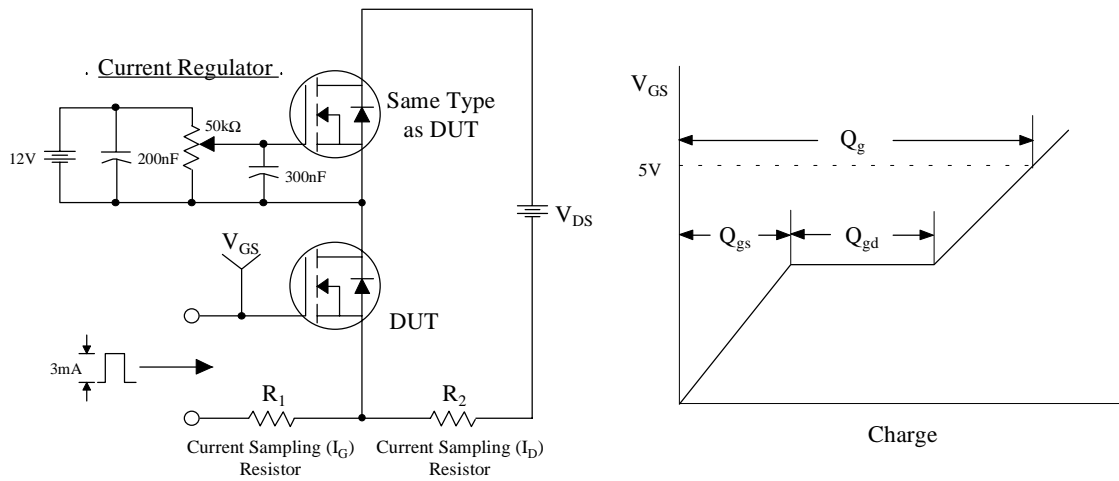 Current Regulator
50kΩ
12V
200nF
300nF
Same Type
as DUT
V_DS
V_GS
DUT
3mA
R_1
R_2
Current Sampling (I_G)
Resistor
Current Sampling (I_D)
Resistor
V_GS
Q_g
5V
Q_gs
Q_gd
Charge